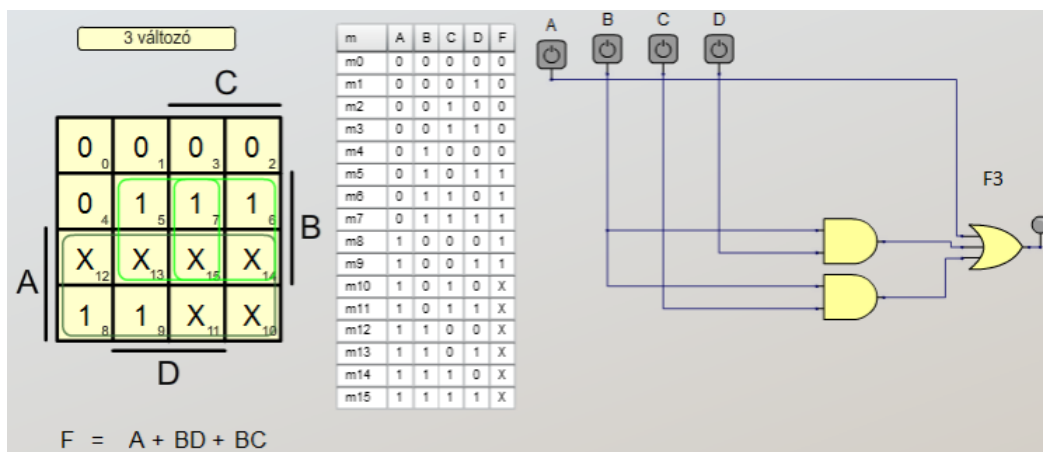 3 változó
C
0 0 0 1 0 3 0 2
0 4 1 5 1 7 1 6
B
X 12 X 13 X 15 X 14
A
1 8 1 9 X 11 X 10
D
F = A + BD + BC
m A B C D F
m0 0 0 0 0 0
m1 0 0 0 1 0
m2 0 0 1 0 0
m3 0 0 1 1 0
m4 0 1 0 0 0
m5 0 1 0 1 1
m6 0 1 1 0 1
m7 0 1 1 1 1
m8 1 0 0 0 1
m9 1 0 0 1 1
m10 1 0 1 0 X
m11 1 0 1 1 X
m12 1 1 0 0 X
m13 1 1 0 1 X
m14 1 1 1 0 X
m15 1 1 1 1 X
A B C D
F3